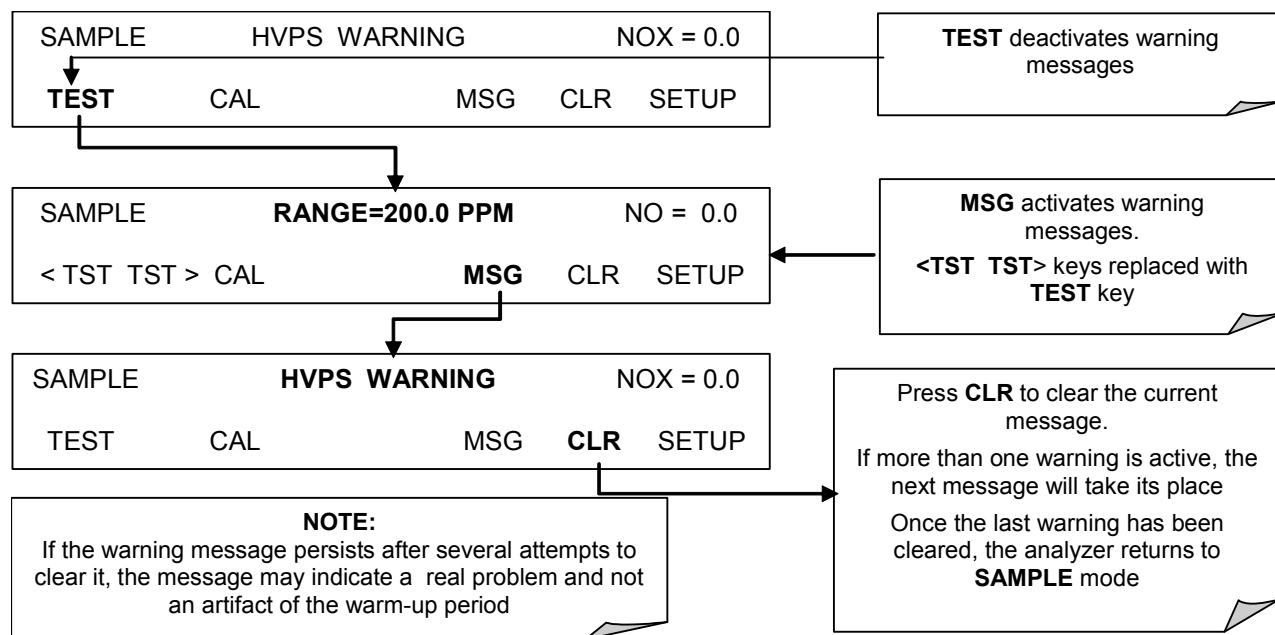 SAMPLE HVPS WARNING NOX = 0.0
TEST CAL MSG CLR SETUP
TEST deactivates warning
messages
SAMPLE RANGE=200.0 PPM NO = 0.0
< TST TST > CAL MSG CLR SETUP
MSG activates warning
messages.
<TST TST> keys replaced with
TEST key
SAMPLE HVPS WARNING NOX = 0.0
TEST CAL MSG CLR SETUP
Press CLR to clear the current
message.
If more than one warning is active, the
next message will take its place
Once the last warning has been
cleared, the analyzer returns to
SAMPLE mode
NOTE:
If the warning message persists after several attempts to
clear it, the message may indicate a real problem and not
an artifact of the warm-up period